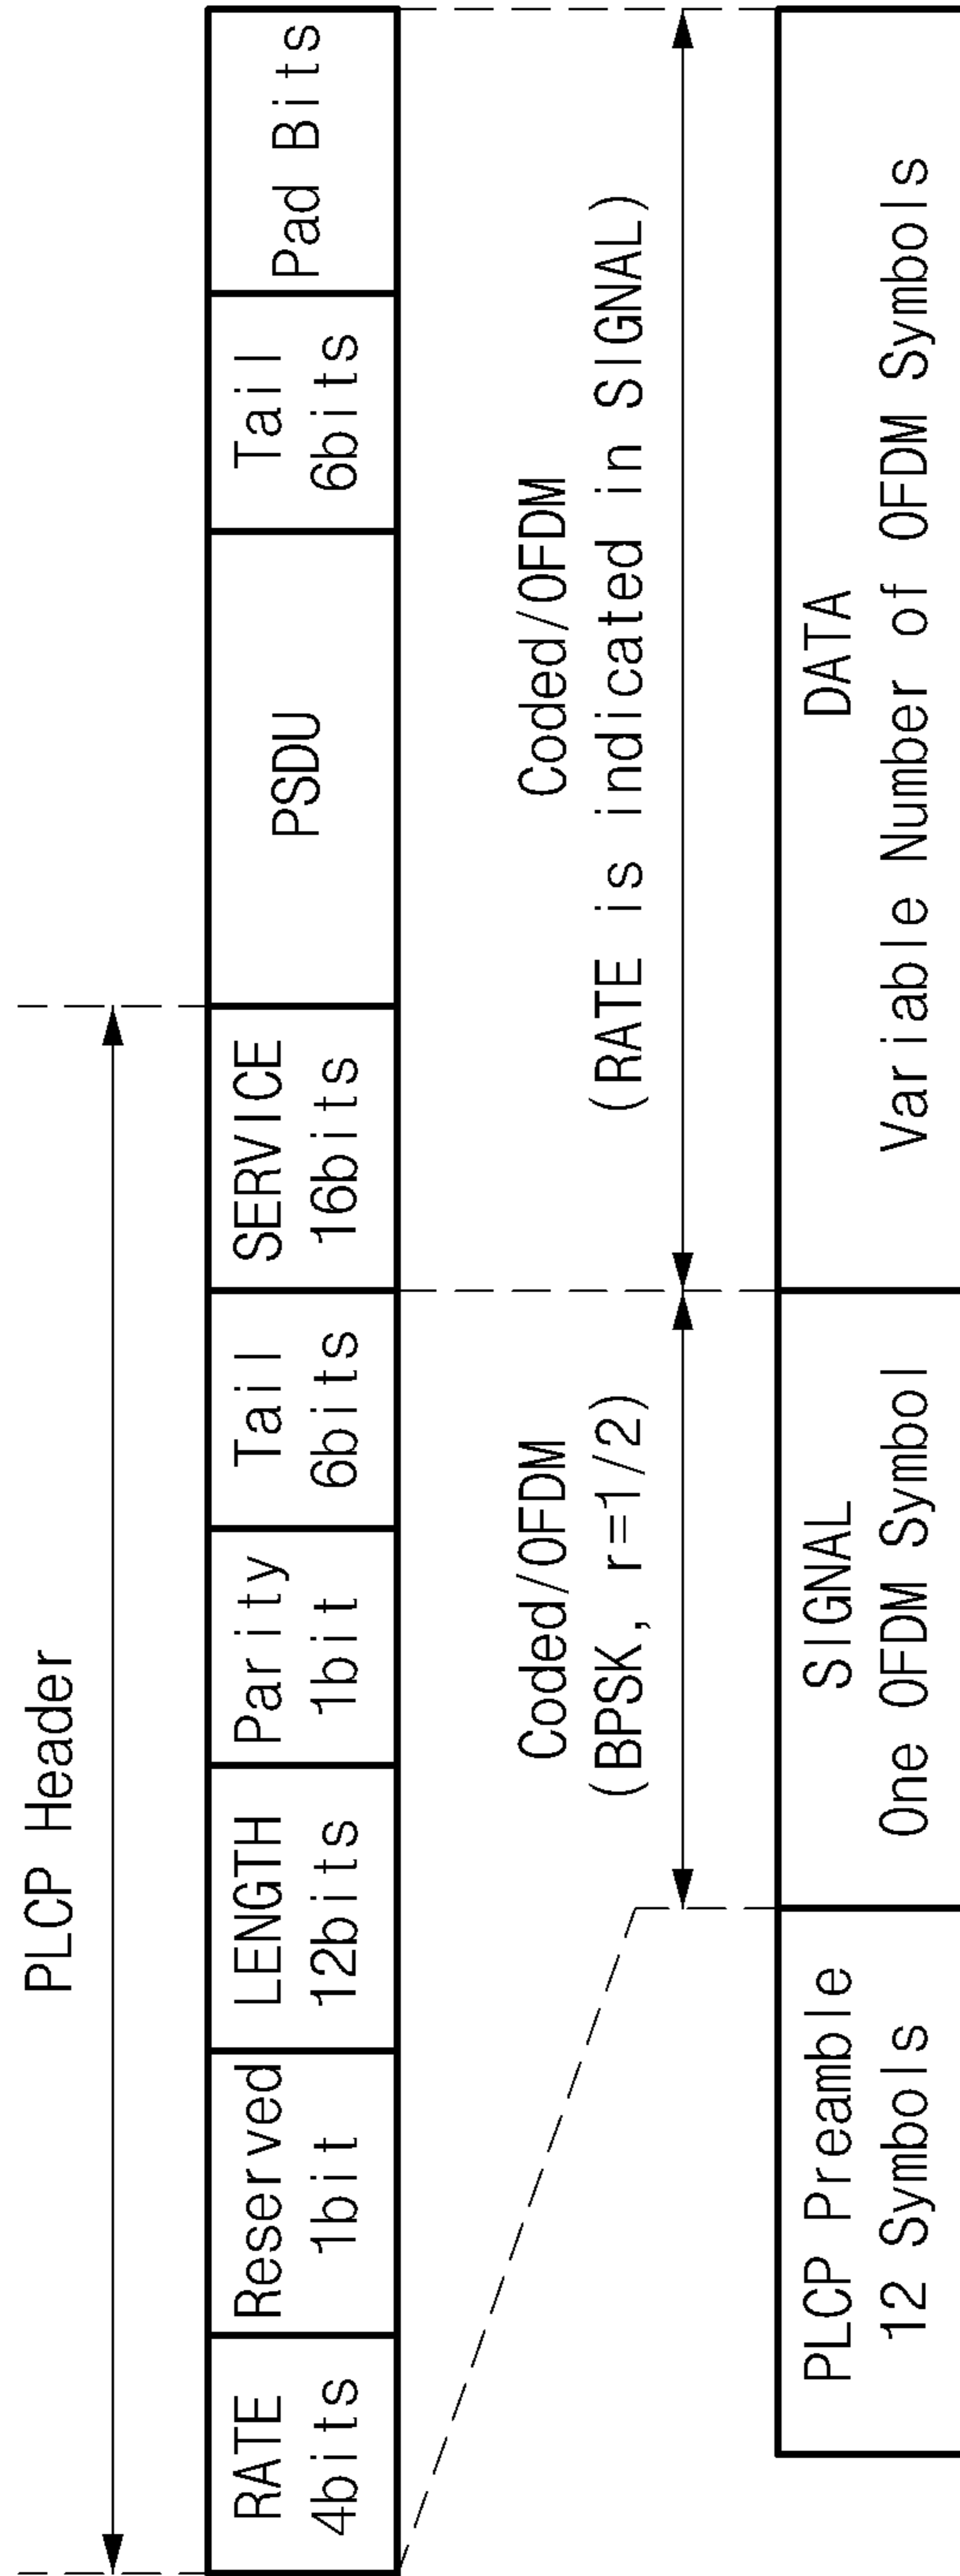 PLCP Header
RATE
4bits
Reserved
1bit
LENGTH
12bits
Parity
1bit
Tail
6bits
SERVICE
16bits
PSDU
Tail
6bits
Pad Bits
Coded/OFDM
(BPSK, r=1/2)
Coded/OFDM
(RATE is indicated in SIGNAL)
PLCP Preamble
12 Symbols
SIGNAL
One OFDM Symbol
DATA
Variable Number of OFDM Symbols